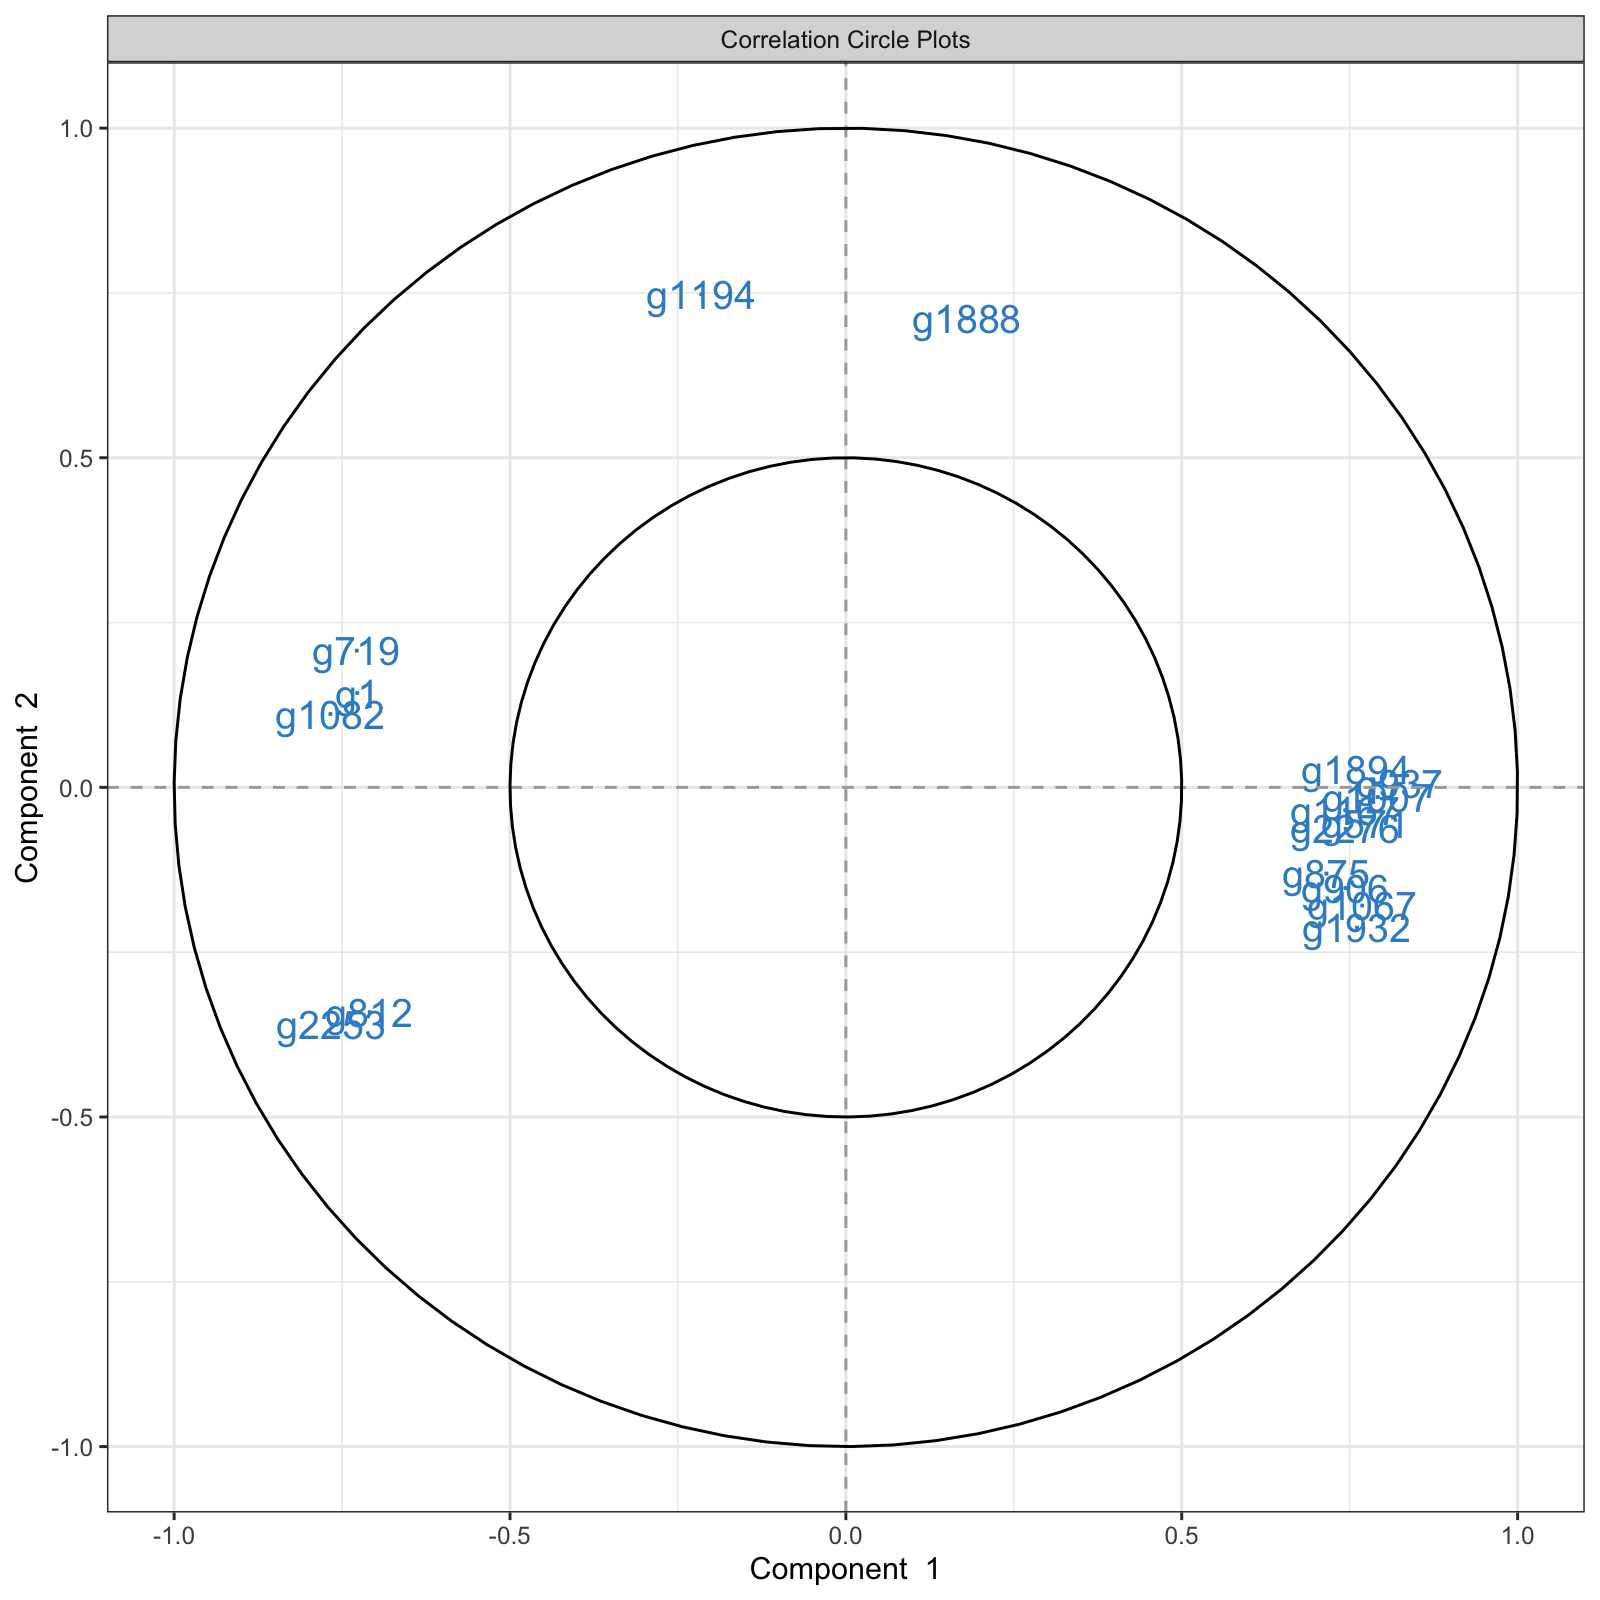 Correlation Circle Plots
1.0
g1194
g1888
0.5
g719
g1
g1082
g1894
0.0
g2276
g875
g906
g1067
g1932
g812
g2253
-0.5
-1.0
-1.0 -0.5 0.0 0.5 1.0
Component 1
Component 2